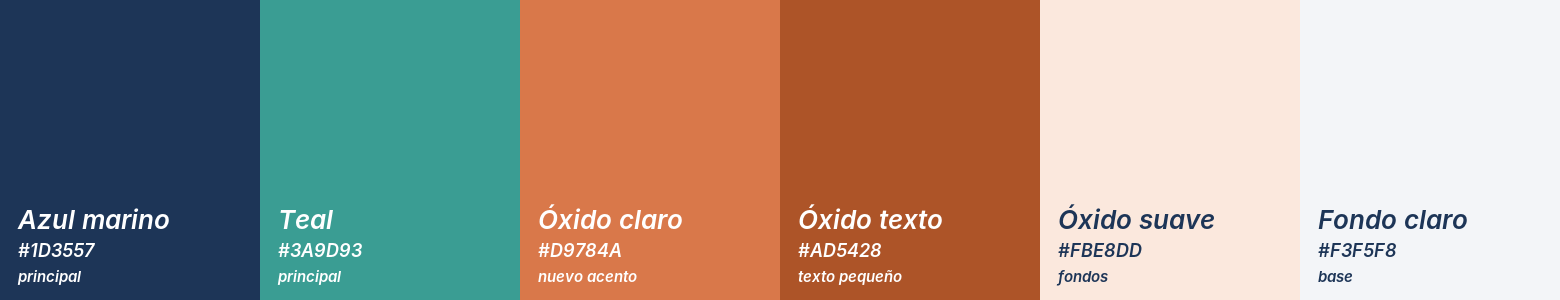 Azul marino
#1D3557
principal
Teal
#3A9D93
principal
Óxido claro
#D9784A
nuevo acento
Óxido texto
#AD5428
texto pequeño
Óxido suave
#FBE8DD
fondos
Fondo claro
#F3F5F8
base